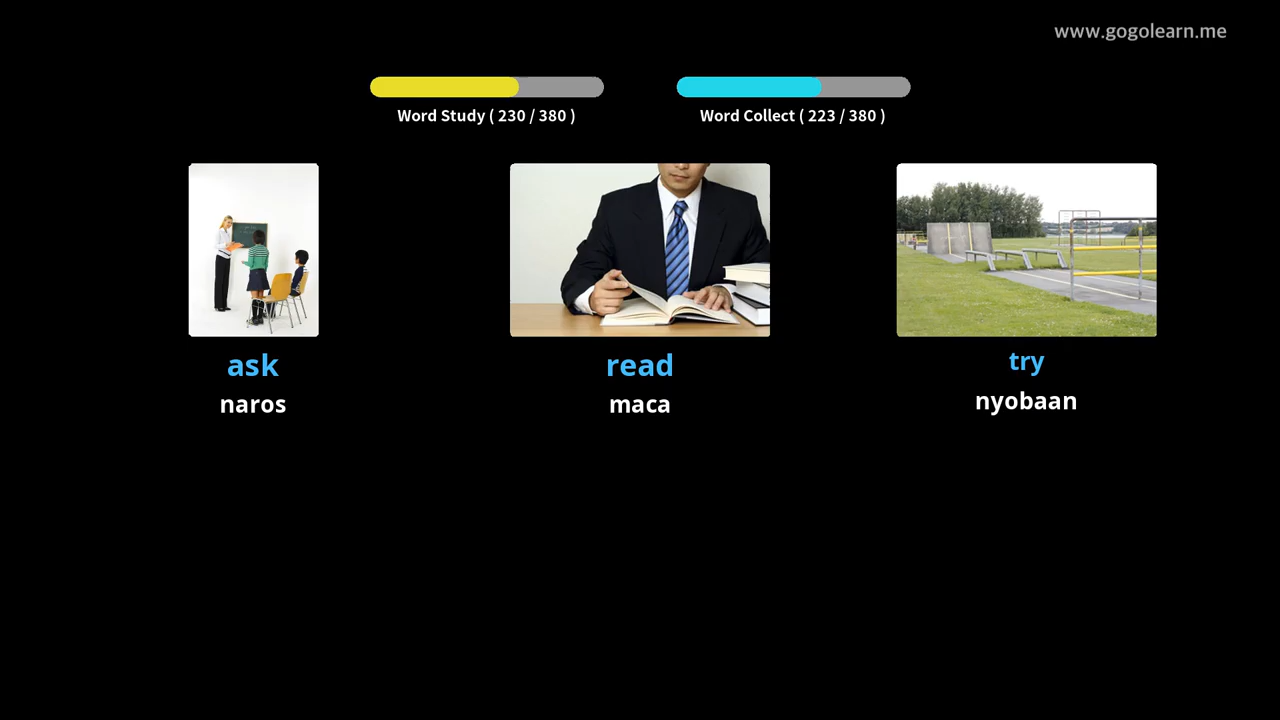 www.gogolearn.me
Word Study ( 230 / 380 )
Word Collect ( 223 / 380 )
ask
read
try
naros
maca
nyobaan